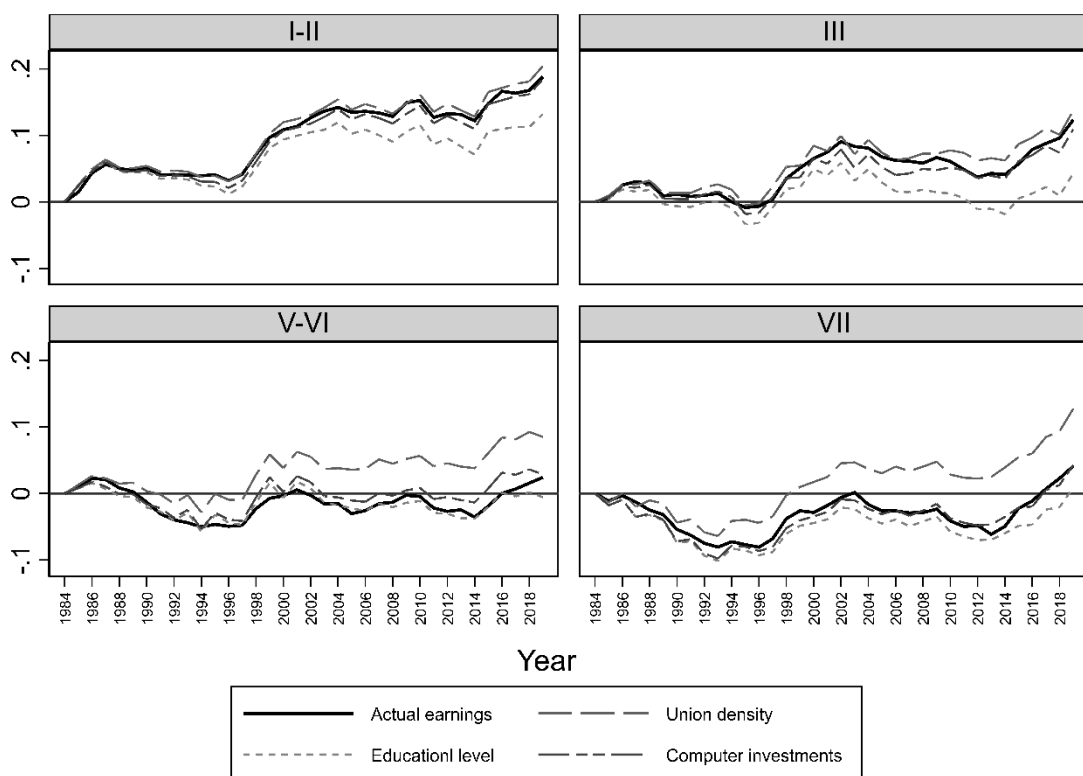 I-II
III
.2
.1
0
-.1
V-VI
VII
.2
.1
0
-.1
1984 1986 1988 1990 1992 1994 1996 1998 2000 2002 2004 2006 2008 2010 2012 2014 2016 2018
1984 1986 1988 1990 1992 1994 1996 1998 2000 2002 2004 2006 2008 2010 2012 2014 2016 2018
Year
Actual earnings
Union density
Educationl level
Computer investments